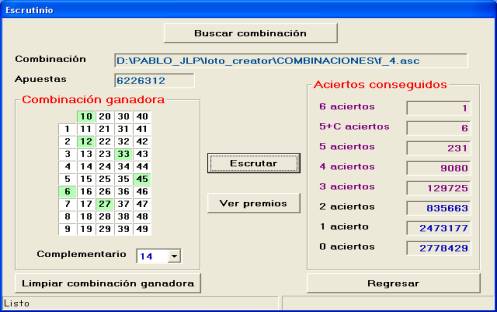 Escrutinio
Buscar combinación
Combinación D:\PABLO_JLP\loto_creator\COMBINACIONES\f_4.asc
Apuestas 6226312
Combinación ganadora
10 20 30 40
1 11 21 31 41
2 12 22 32 42
3 13 23 33 43
4 14 24 34 44
5 15 25 35 45
6 16 26 36 46
7 17 27 37 47
8 18 28 38 48
9 19 29 39 49
Complementario 14
Limpiar combinación ganadora
Escrutar
Ver premios
Aciertos conseguidos
6 aciertos 1
5+C aciertos 6
5 aciertos 231
4 aciertos 9080
3 aciertos 129725
2 aciertos 835663
1 acierto 2473177
0 aciertos 2778429
Regresar
Listo